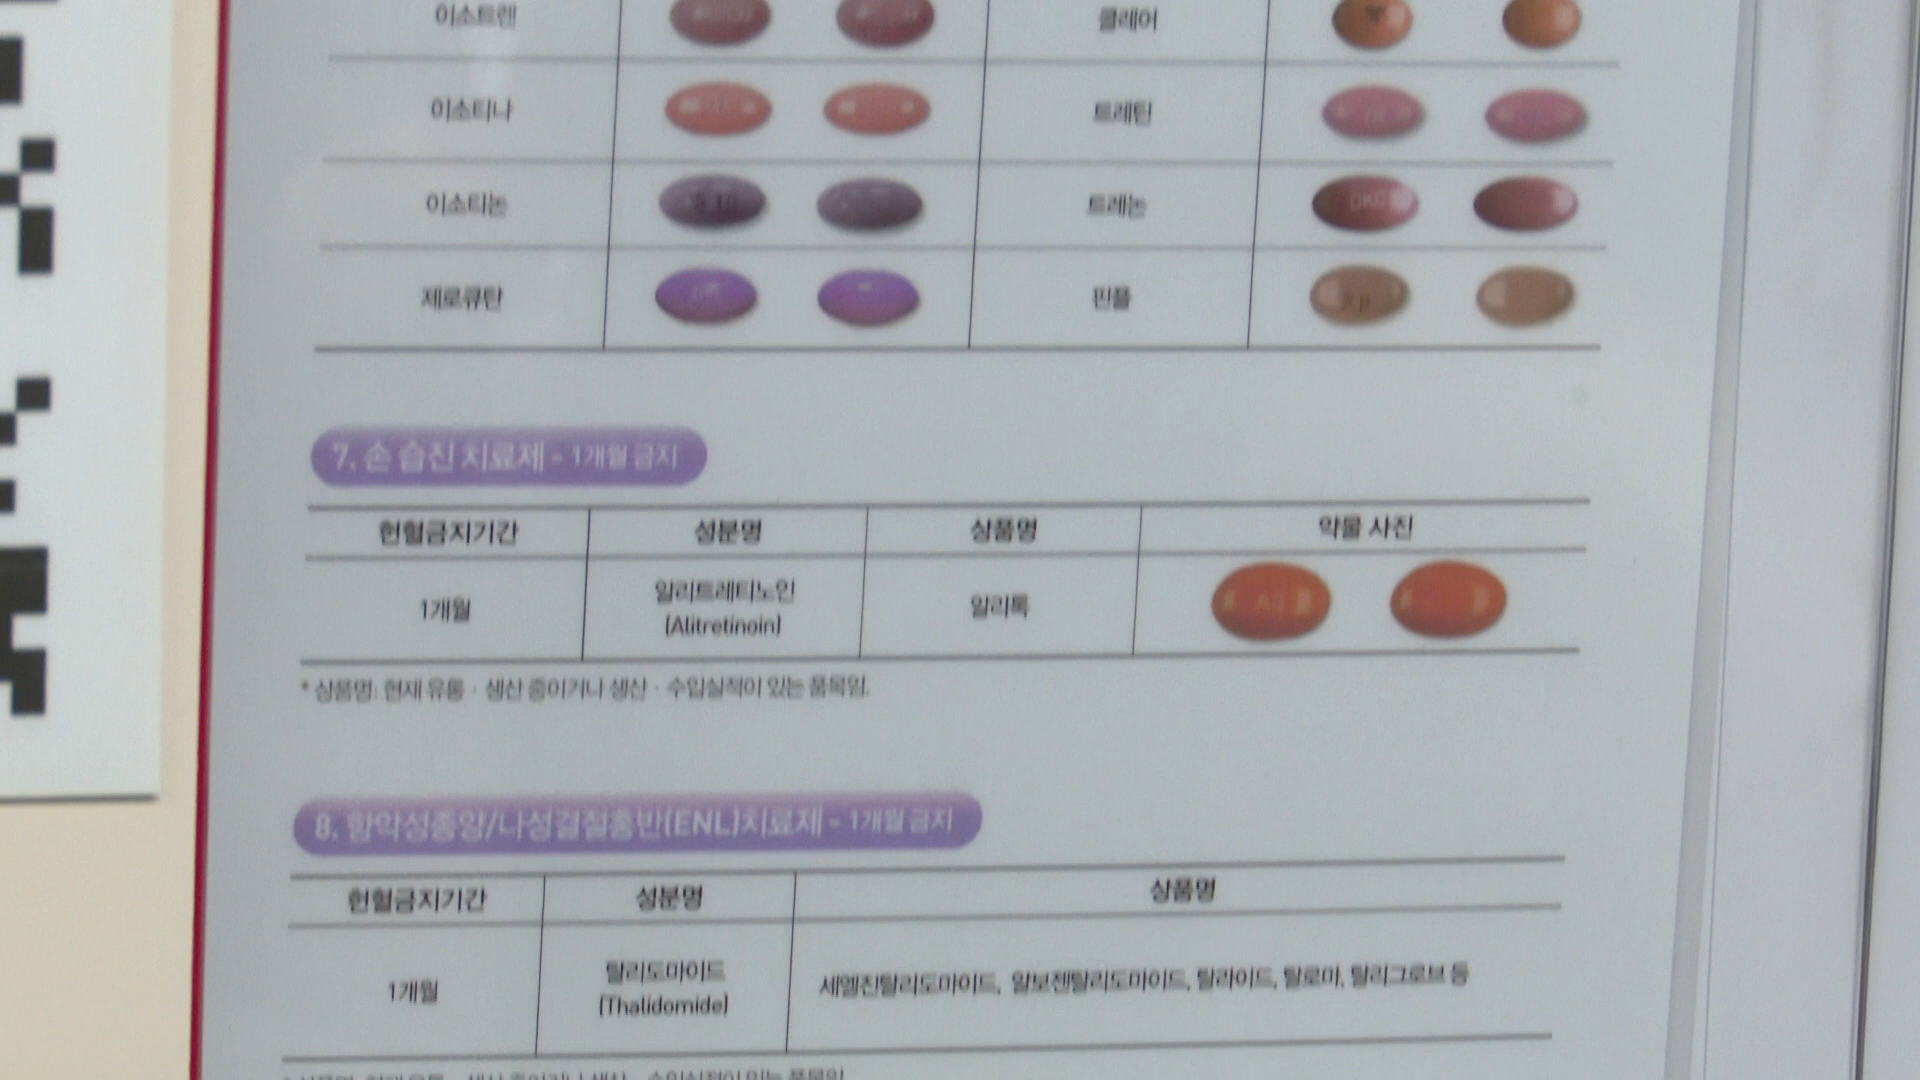 이소트렌 클레어
이소티나 트레틴
이소티논 트레논
DKC
제로큐탄 핀플
7. 손 습진 치료제 - 1개월 금지
헌혈금지기간 성분명 상품명 약물 사진
1개월 알리트레티노인 (Alitretinoin) 알리톡
* 상품명: 현재 유통 · 생산 중이거나 생산 · 수입실적이 있는 품목임.
8. 항악성종양/나성결절홍반(ENL)치료제 - 1개월 금지
헌혈금지기간 성분명 상품명
1개월 탈리도마이드 (Thalidomide) 세엘진탈리도마이드, 알보젠탈리도마이드, 탈라이드, 탈로마, 탈리그로브 등